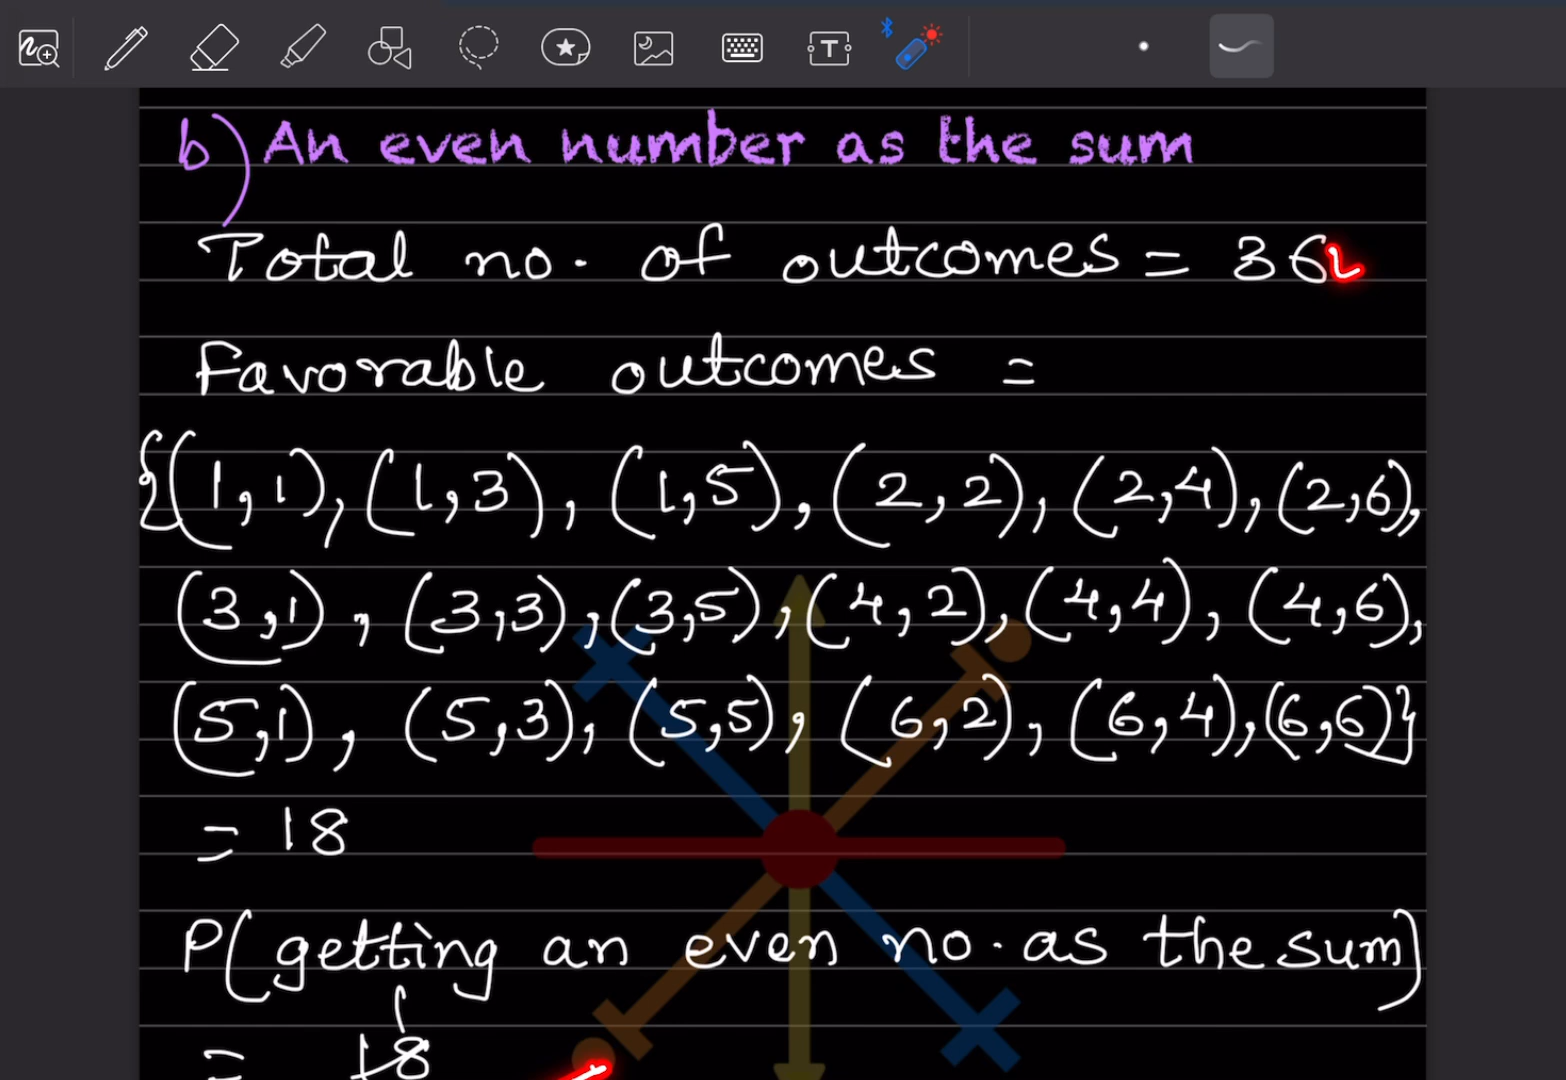 b) An even number as the sum
Total no. of outcomes = 36
Favorable outcomes =
{(1,1), (1,3), (1,5), (2,2), (2,4), (2,6),
(3,1), (3,3), (3,5), (4,2), (4,4), (4,6),
(5,1), (5,3), (5,5), (6,2), (6,4), (6,6)}
= 18
P(getting an even no. as the sum)
1
= 18